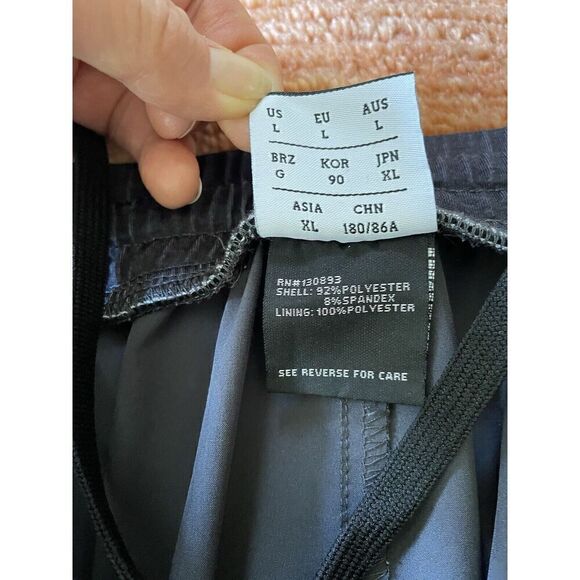 US EU AUS
L L L
BRZ KOR JPN
G 90 XL
ASIA CHN
XL 180/86A
RN#130893
SHELL: 92%POLYESTER
8%SPANDEX
LINING: 100%POLYESTER
SEE REVERSE FOR CARE